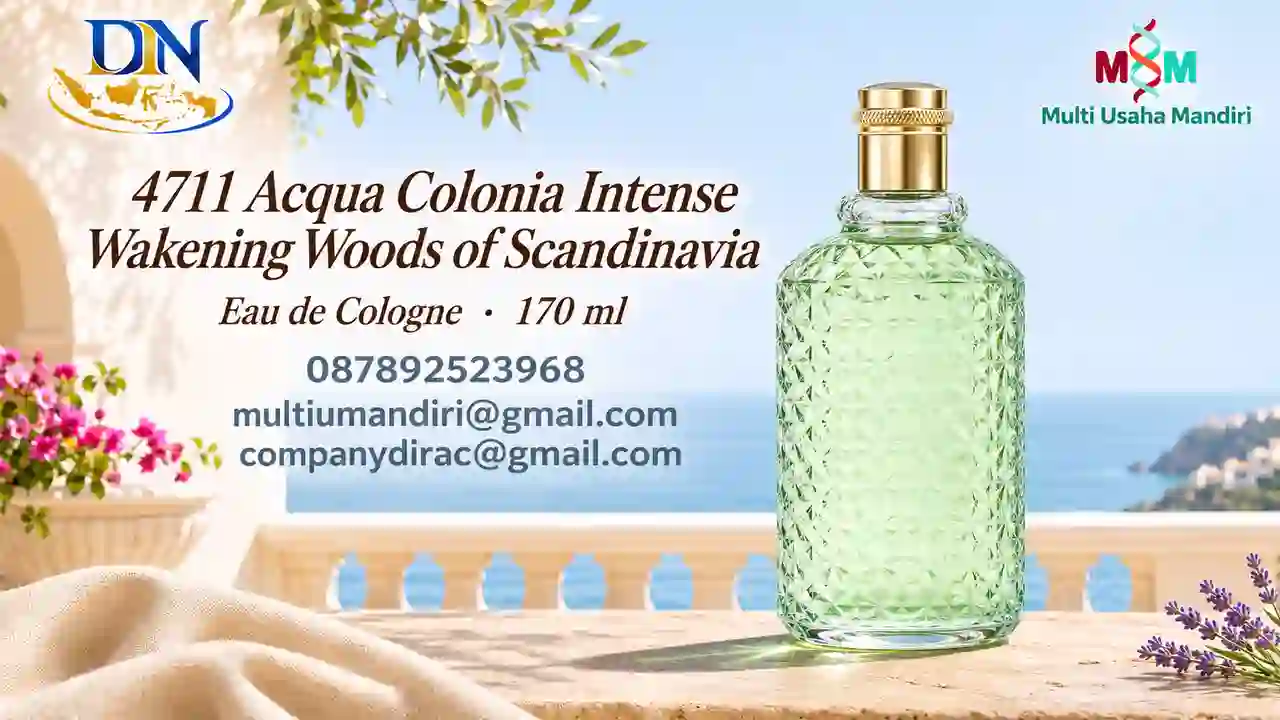 DN
M M
Multi Usaha Mandiri
4711 Acqua Colonia Intense
Wakening Woods of Scandinavia
Eau de Cologne · 170 ml
087892523968
multiumandiri@gmail.com
companydirac@gmail.com